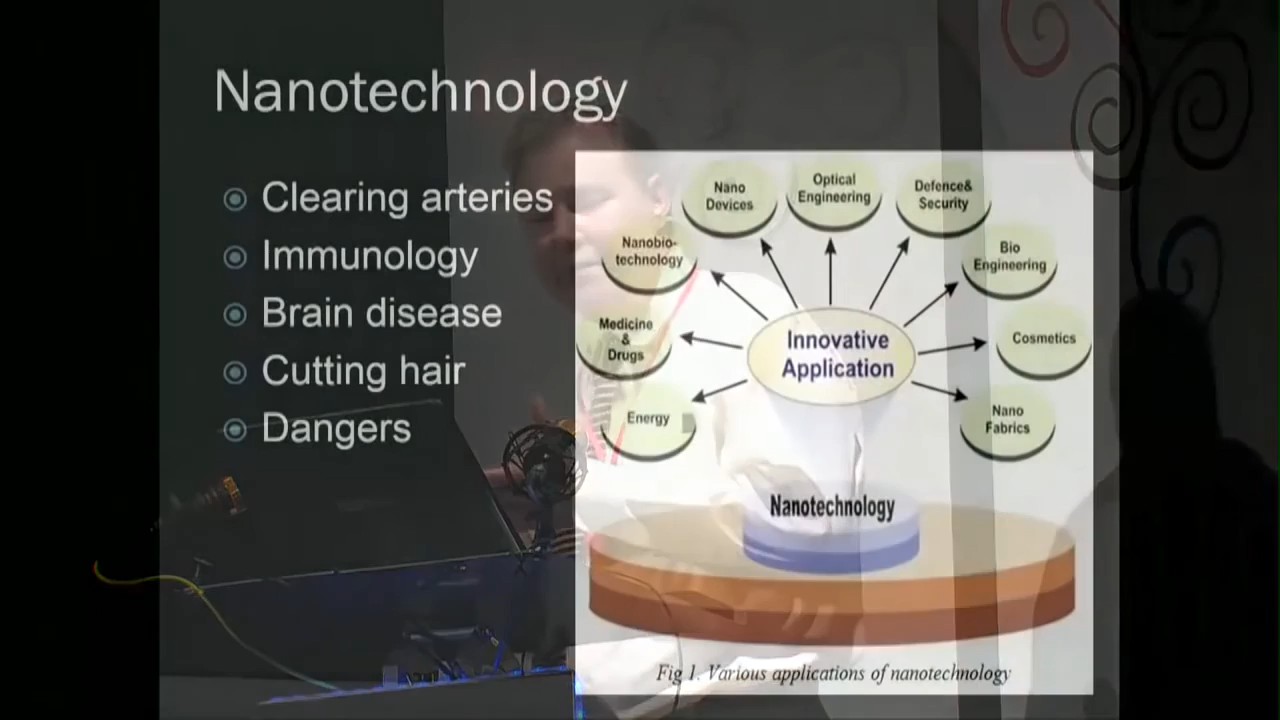 Nanotechnology
Clearing arteries
Immunology
Brain disease
Cutting hair
Dangers
Nano
Devices
Optical
Engineering
Defence&
Security
Nanobio-
technology
Bio
Engineering
Medicine
&
Drugs
Innovative
Application
Cosmetics
Energy
Nano
Fabrics
Nanotechnology
Fig 1. Various applications of nanotechnology